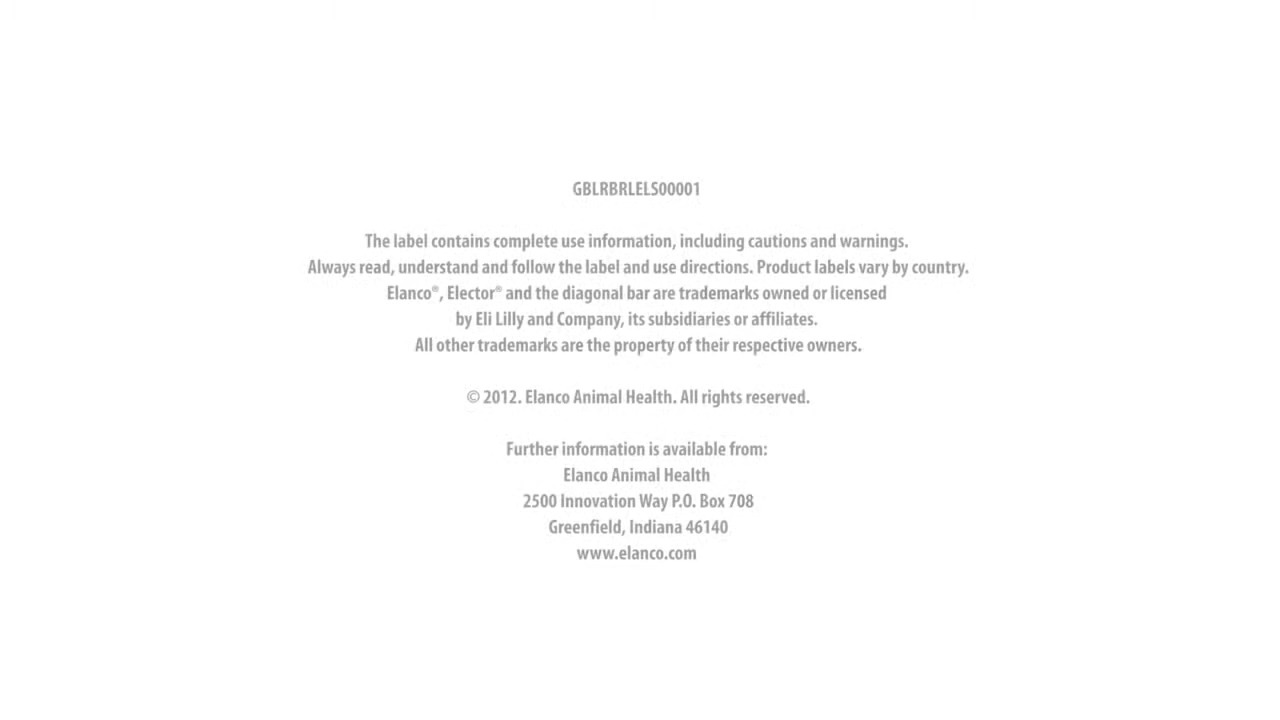 GBLRBRLELS00001
The label contains complete use information, including cautions and warnings.
Always read, understand and follow the label and use directions. Product labels vary by country.
Elanco®, Elector® and the diagonal bar are trademarks owned or licensed
by Eli Lilly and Company, its subsidiaries or affiliates.
All other trademarks are the property of their respective owners.
© 2012. Elanco Animal Health. All rights reserved.
Further information is available from:
Elanco Animal Health
2500 Innovation Way P.O. Box 708
Greenfield, Indiana 46140
www.elanco.com